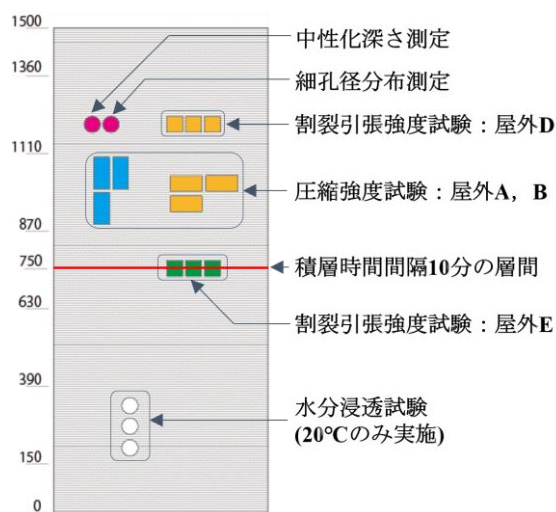 1500
中性化深さ測定
1360
細孔径分布測定
割裂引張強度試験：屋外D
1110
圧縮強度試験：屋外A，B
870
積層時間間隔10分の層間
750
630
割裂引張強度試験：屋外E
390
水分浸透試験
(20℃のみ実施)
150
0